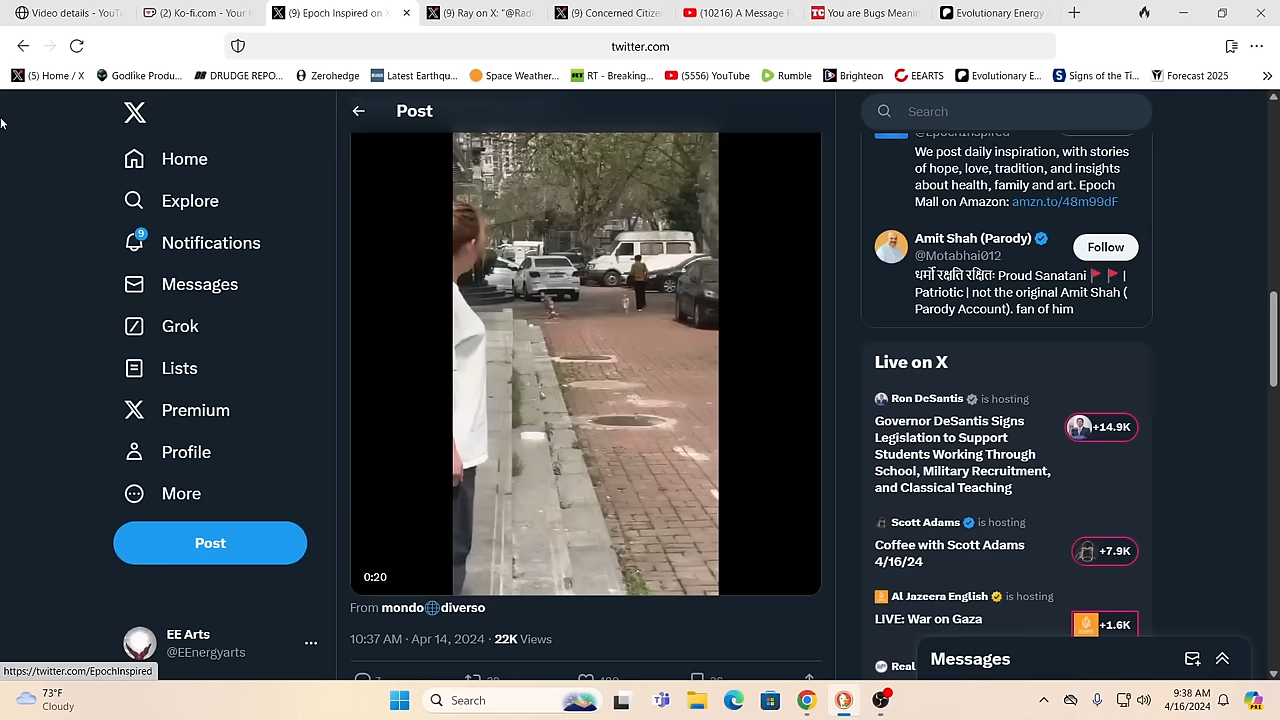 Video details - YouTu
(2) Ko-fi.com - Your
(9) Epoch Inspired on
(9) Ray on X: "@Radi
(9) Concerned Citize
(10216) A Message F
You are Bugs Meanin
Evolutionary Energy
twitter.com
(5) Home / X
Godlike Produ...
DRUDGE REPO...
Zerohedge
Latest Earthqu...
Space Weather...
RT - Breaking...
(5556) YouTube
Rumble
Brighteon
EEARTS
Evolutionary E...
Signs of the Ti...
Forecast 2025
Home
Explore
9
Notifications
Messages
Grok
Lists
Premium
Profile
More
Post
EE Arts
@EEnergyarts
https://twitter.com/EpochInspired
Post
0:20
From mondo🌐diverso
10:37 AM · Apr 14, 2024 · 22K Views
Search
@EpochInspired
We post daily inspiration, with stories
of hope, love, tradition, and insights
about health, family and art. Epoch
Mall on Amazon: amzn.to/48m99dF
Amit Shah (Parody)
@Motabhai012
Follow
धर्मो रक्षति रक्षितः Proud Sanatani 🚩🚩 |
Patriotic | not the original Amit Shah (
Parody Account). fan of him
Live on X
Ron DeSantis is hosting
Governor DeSantis Signs
Legislation to Support
Students Working Through
School, Military Recruitment,
and Classical Teaching
+14.9K
Scott Adams is hosting
Coffee with Scott Adams
4/16/24
+7.9K
Al Jazeera English is hosting
LIVE: War on Gaza
+1.6K
Real
Messages
73°F
Clou
Search
9:38 AM
4/16/2024